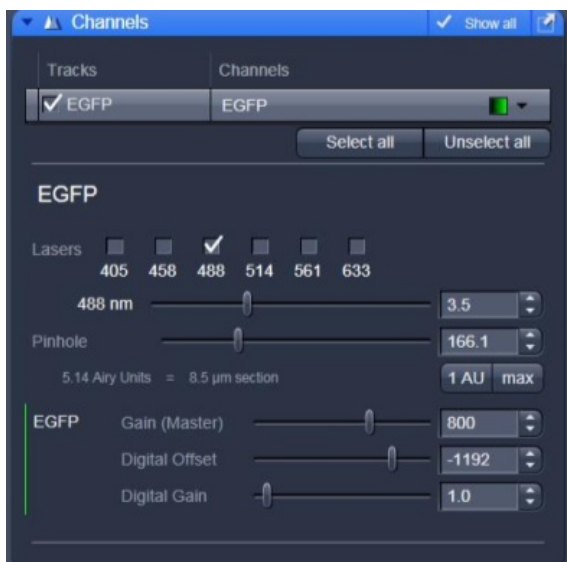 Channels Show all
Tracks Channels
EGFP EGFP
Select all Unselect all
EGFP
Lasers
405 458 488 514 561 633
488 nm 3.5
Pinhole 166.1
5.14 Airy Units = 8.5 µm section 1 AU max
EGFP Gain (Master) 800
Digital Offset -1192
Digital Gain 1.0